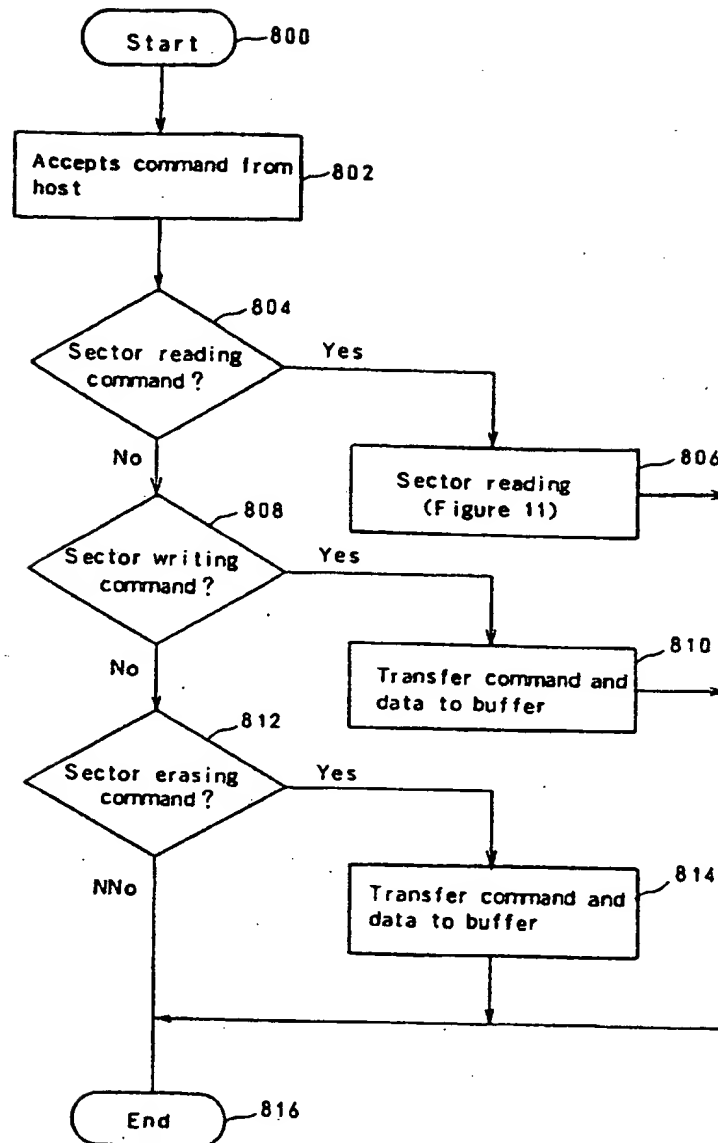 Start
800
Accepts command from
host
802
804
Sector reading
command?
Yes
No
806
Sector reading
(Figure 11)
808
Sector writing
command?
Yes
No
810
Transfer command and
data to buffer
812
Sector erasing
command?
Yes
NNo
814
Transfer command and
data to buffer
End
816